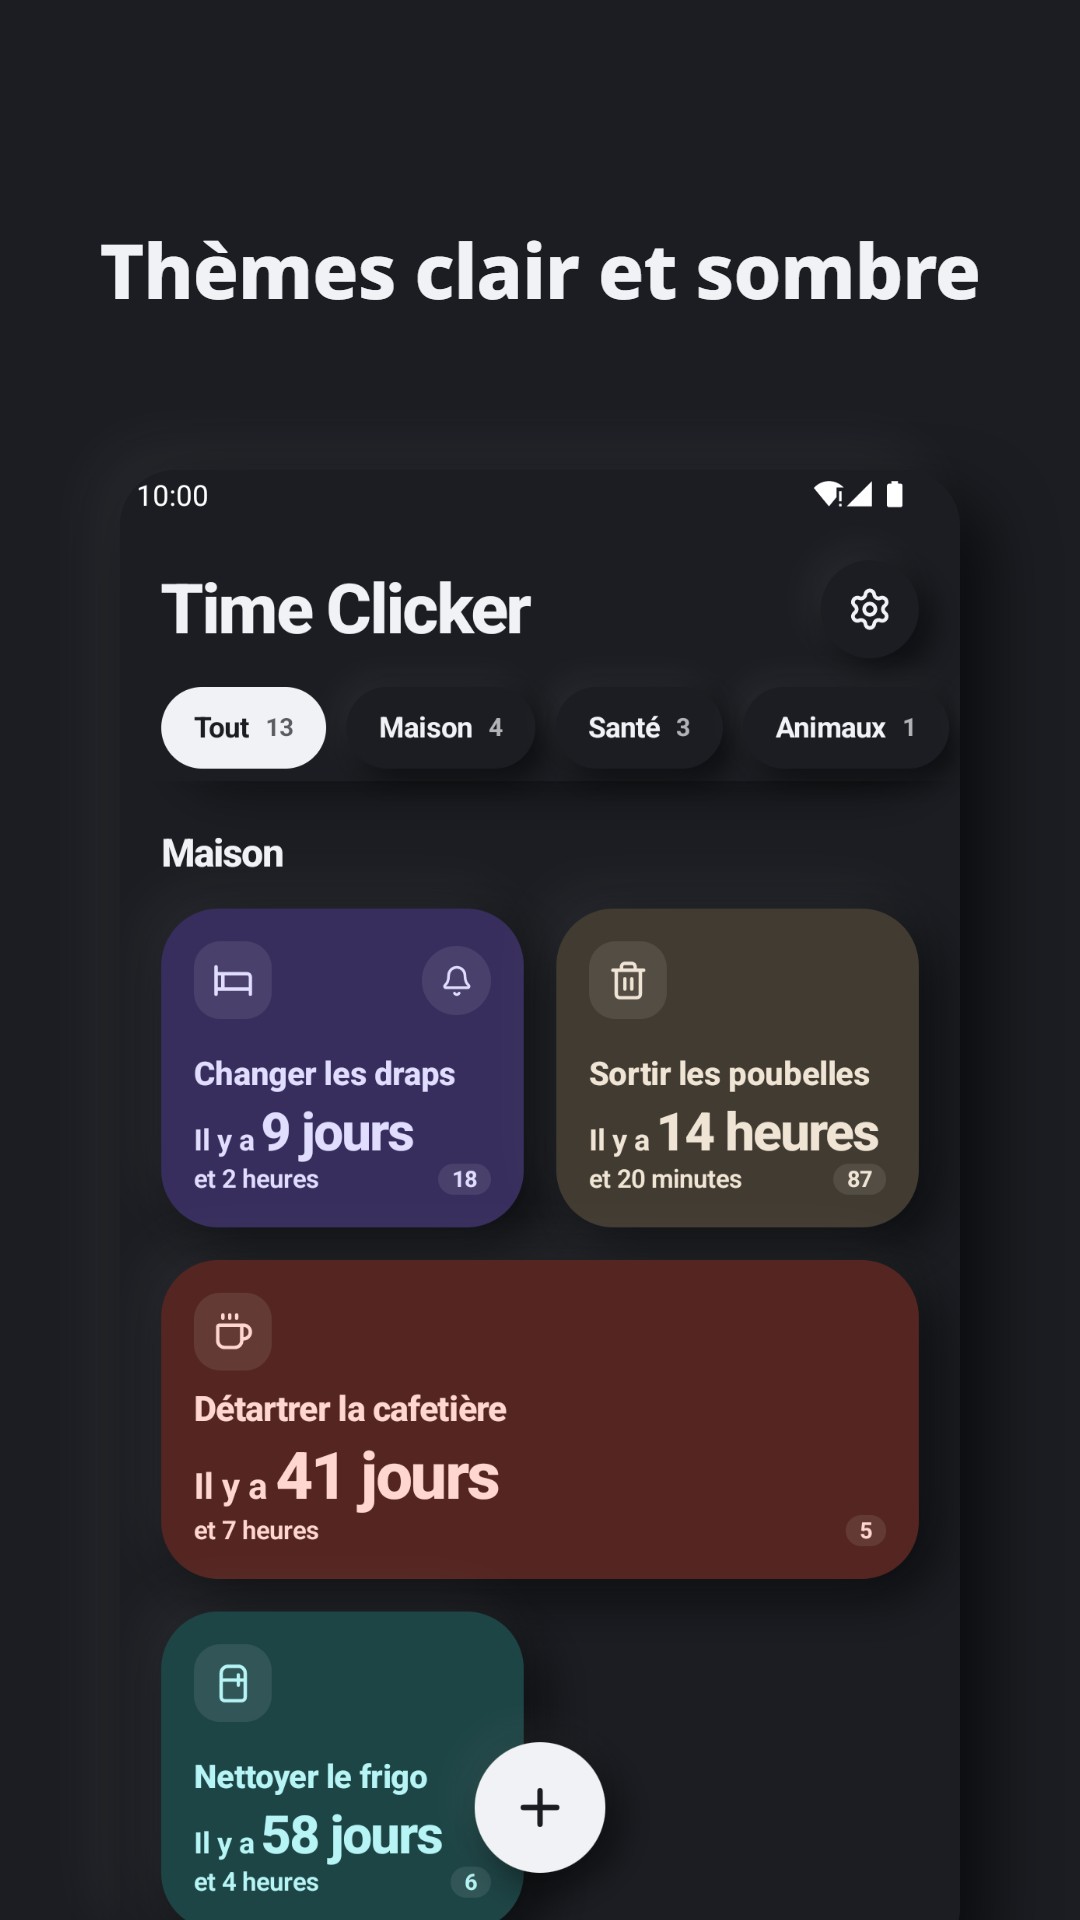 Thèmes clair et sombre
10:00
Time Clicker
Tout 13 Maison 4 Santé 3 Animaux 1
Maison
Changer les draps
Il y a 9 jours
et 2 heures 18
Sortir les poubelles
Il y a 14 heures
et 20 minutes 87
Détartrer la cafetière
Il y a 41 jours
et 7 heures 5
Nettoyer le frigo
Il y a 58 jours
et 4 heures 6